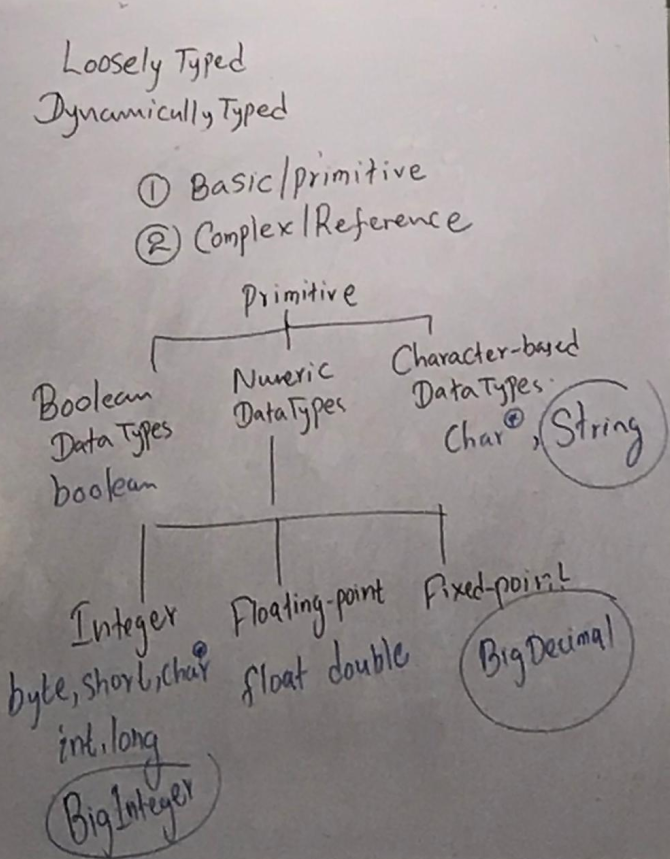 Loosely Typed
Dynamically Typed
① Basic/primitive
② Complex/Reference
Primitive
Boolean
Data Types
boolean
Numeric
DataTypes
Character-based
DataTypes.
Char⊕, String
Integer
byte, short, char⊕
int, long
BigInteger
Floating-point
float double
Fixed-point
BigDecimal